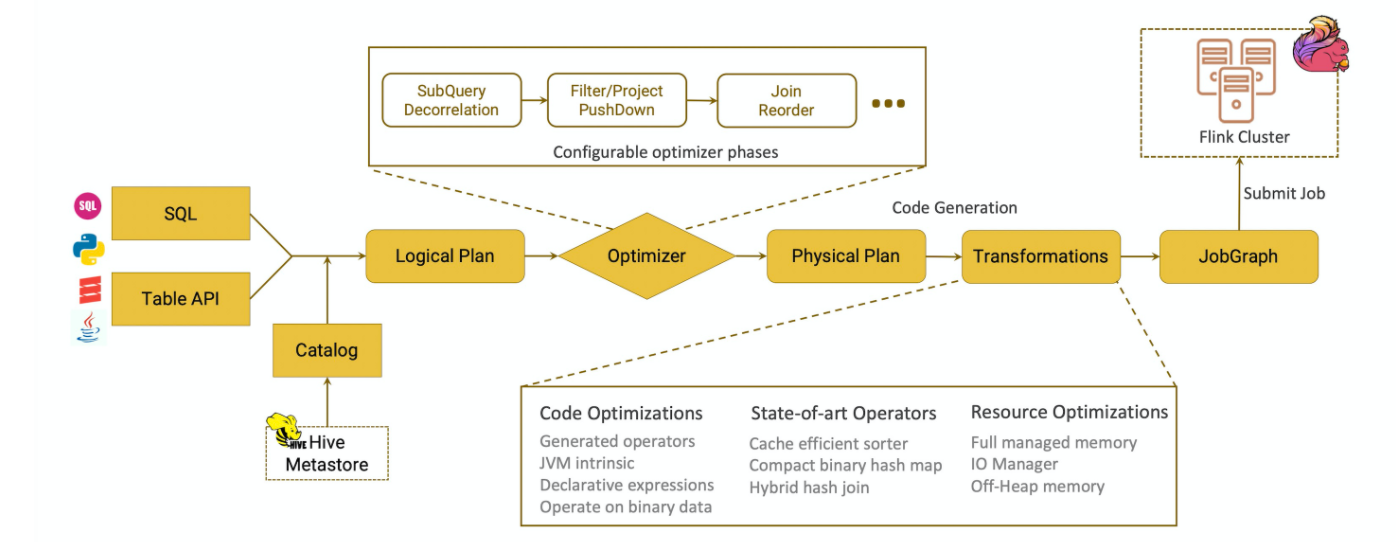 SubQuery
Decorrelation
Filter/Project
PushDown
Join
Reorder
...
Configurable optimizer phases
Flink Cluster
Submit Job
SQL
SQL
Table API
Logical Plan
Optimizer
Physical Plan
Code Generation
Transformations
JobGraph
Catalog
HIVE
Hive
Metastore
Code Optimizations
Generated operators
JVM intrinsic
Declarative expressions
Operate on binary data
State-of-art Operators
Cache efficient sorter
Compact binary hash map
Hybrid hash join
Resource Optimizations
Full managed memory
IO Manager
Off-Heap memory